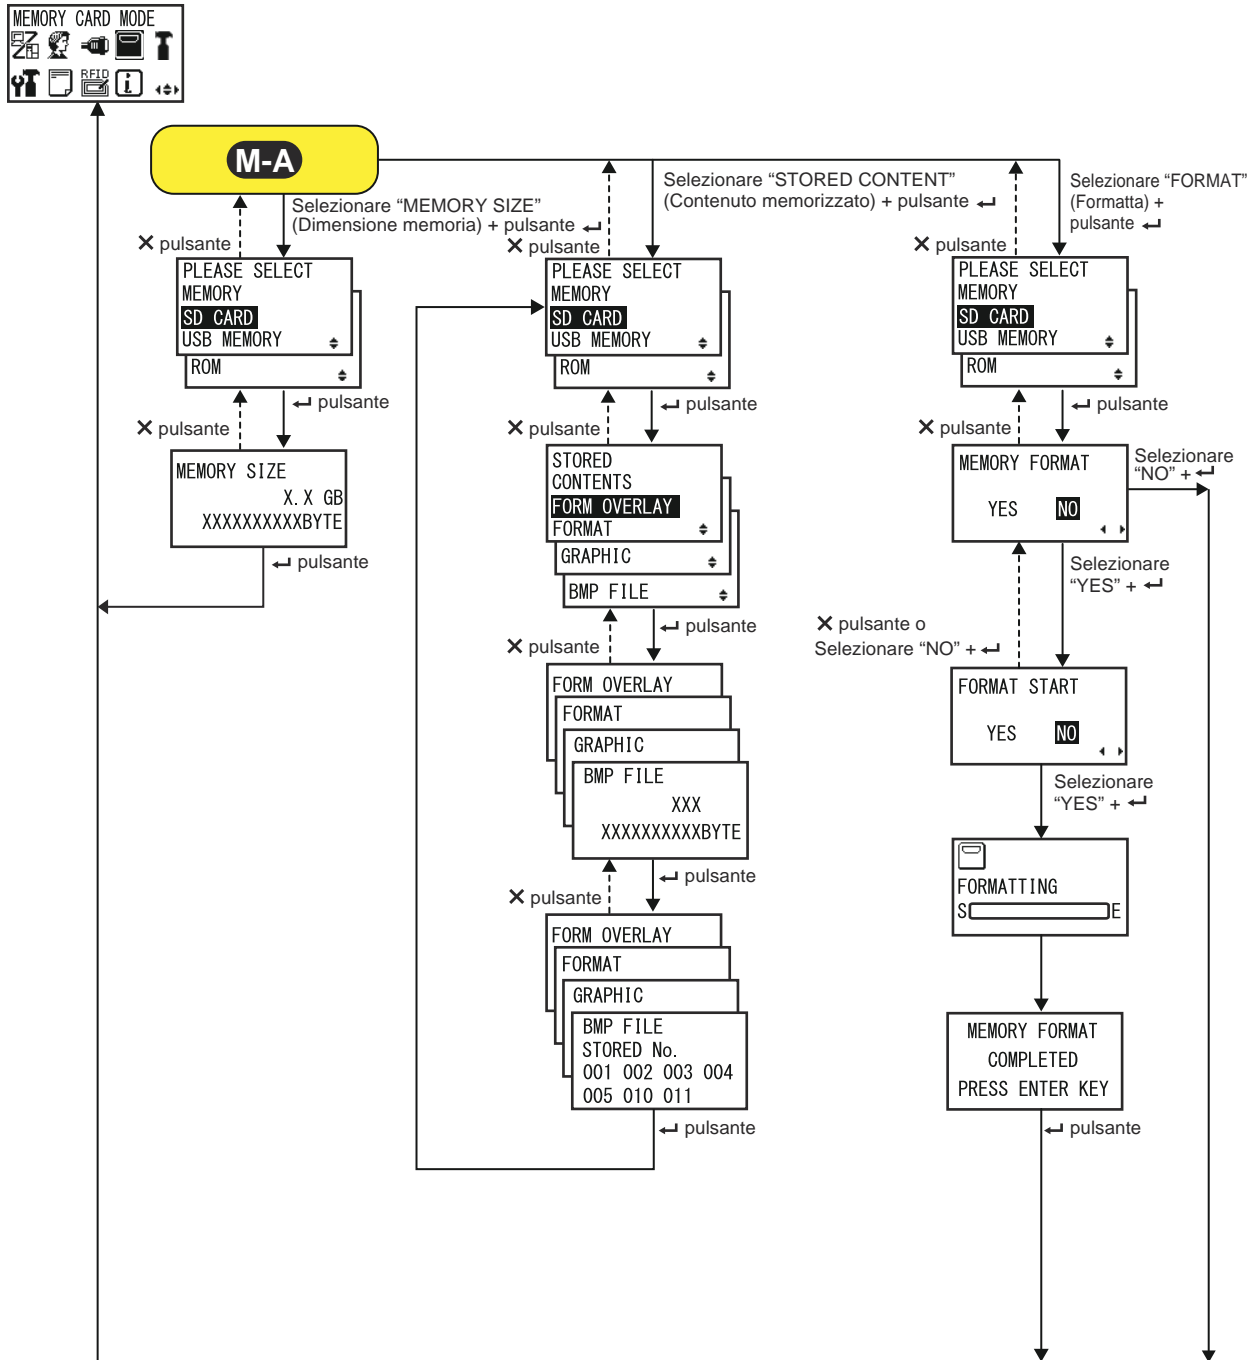 MEMORY CARD MODE
RFID
i
M-A
Selezionare “MEMORY SIZE”
(Dimensione memoria) + pulsante ↵
✕ pulsante
PLEASE SELECT
MEMORY
SD CARD
USB MEMORY
ROM
↵ pulsante
✕ pulsante
MEMORY SIZE
X.X GB
XXXXXXXXXXBYTE
↵ pulsante
Selezionare “STORED CONTENT”
(Contenuto memorizzato) + pulsante ↵
✕ pulsante
PLEASE SELECT
MEMORY
SD CARD
USB MEMORY
ROM
↵ pulsante
✕ pulsante
STORED
CONTENTS
FORM OVERLAY
FORMAT
GRAPHIC
BMP FILE
↵ pulsante
✕ pulsante
FORM OVERLAY
FORMAT
GRAPHIC
BMP FILE
XXX
XXXXXXXXXXBYTE
↵ pulsante
✕ pulsante
FORM OVERLAY
FORMAT
GRAPHIC
BMP FILE
STORED No.
001 002 003 004
005 010 011
↵ pulsante
Selezionare “FORMAT”
(Formatta) +
pulsante ↵
✕ pulsante
PLEASE SELECT
MEMORY
SD CARD
USB MEMORY
ROM
↵ pulsante
✕ pulsante
MEMORY FORMAT
YES NO
Selezionare
“NO” + ↵
Selezionare
“YES” + ↵
✕ pulsante o
Selezionare “NO” + ↵
FORMAT START
YES NO
Selezionare
“YES” + ↵
FORMATTING
S E
MEMORY FORMAT
COMPLETED
PRESS ENTER KEY
↵ pulsante